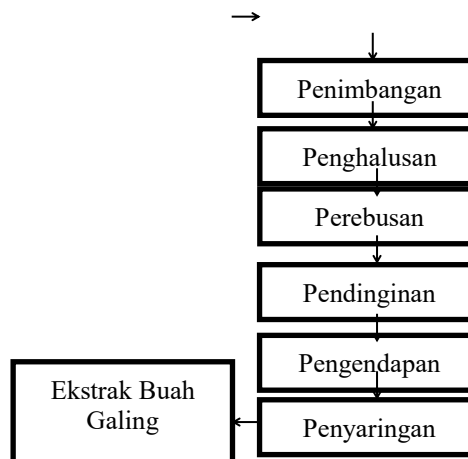 Penimbangan
Penghalusan
Perebusan
Pendinginan
Pengendapan
Penyaringan
Ekstrak Buah
Galing